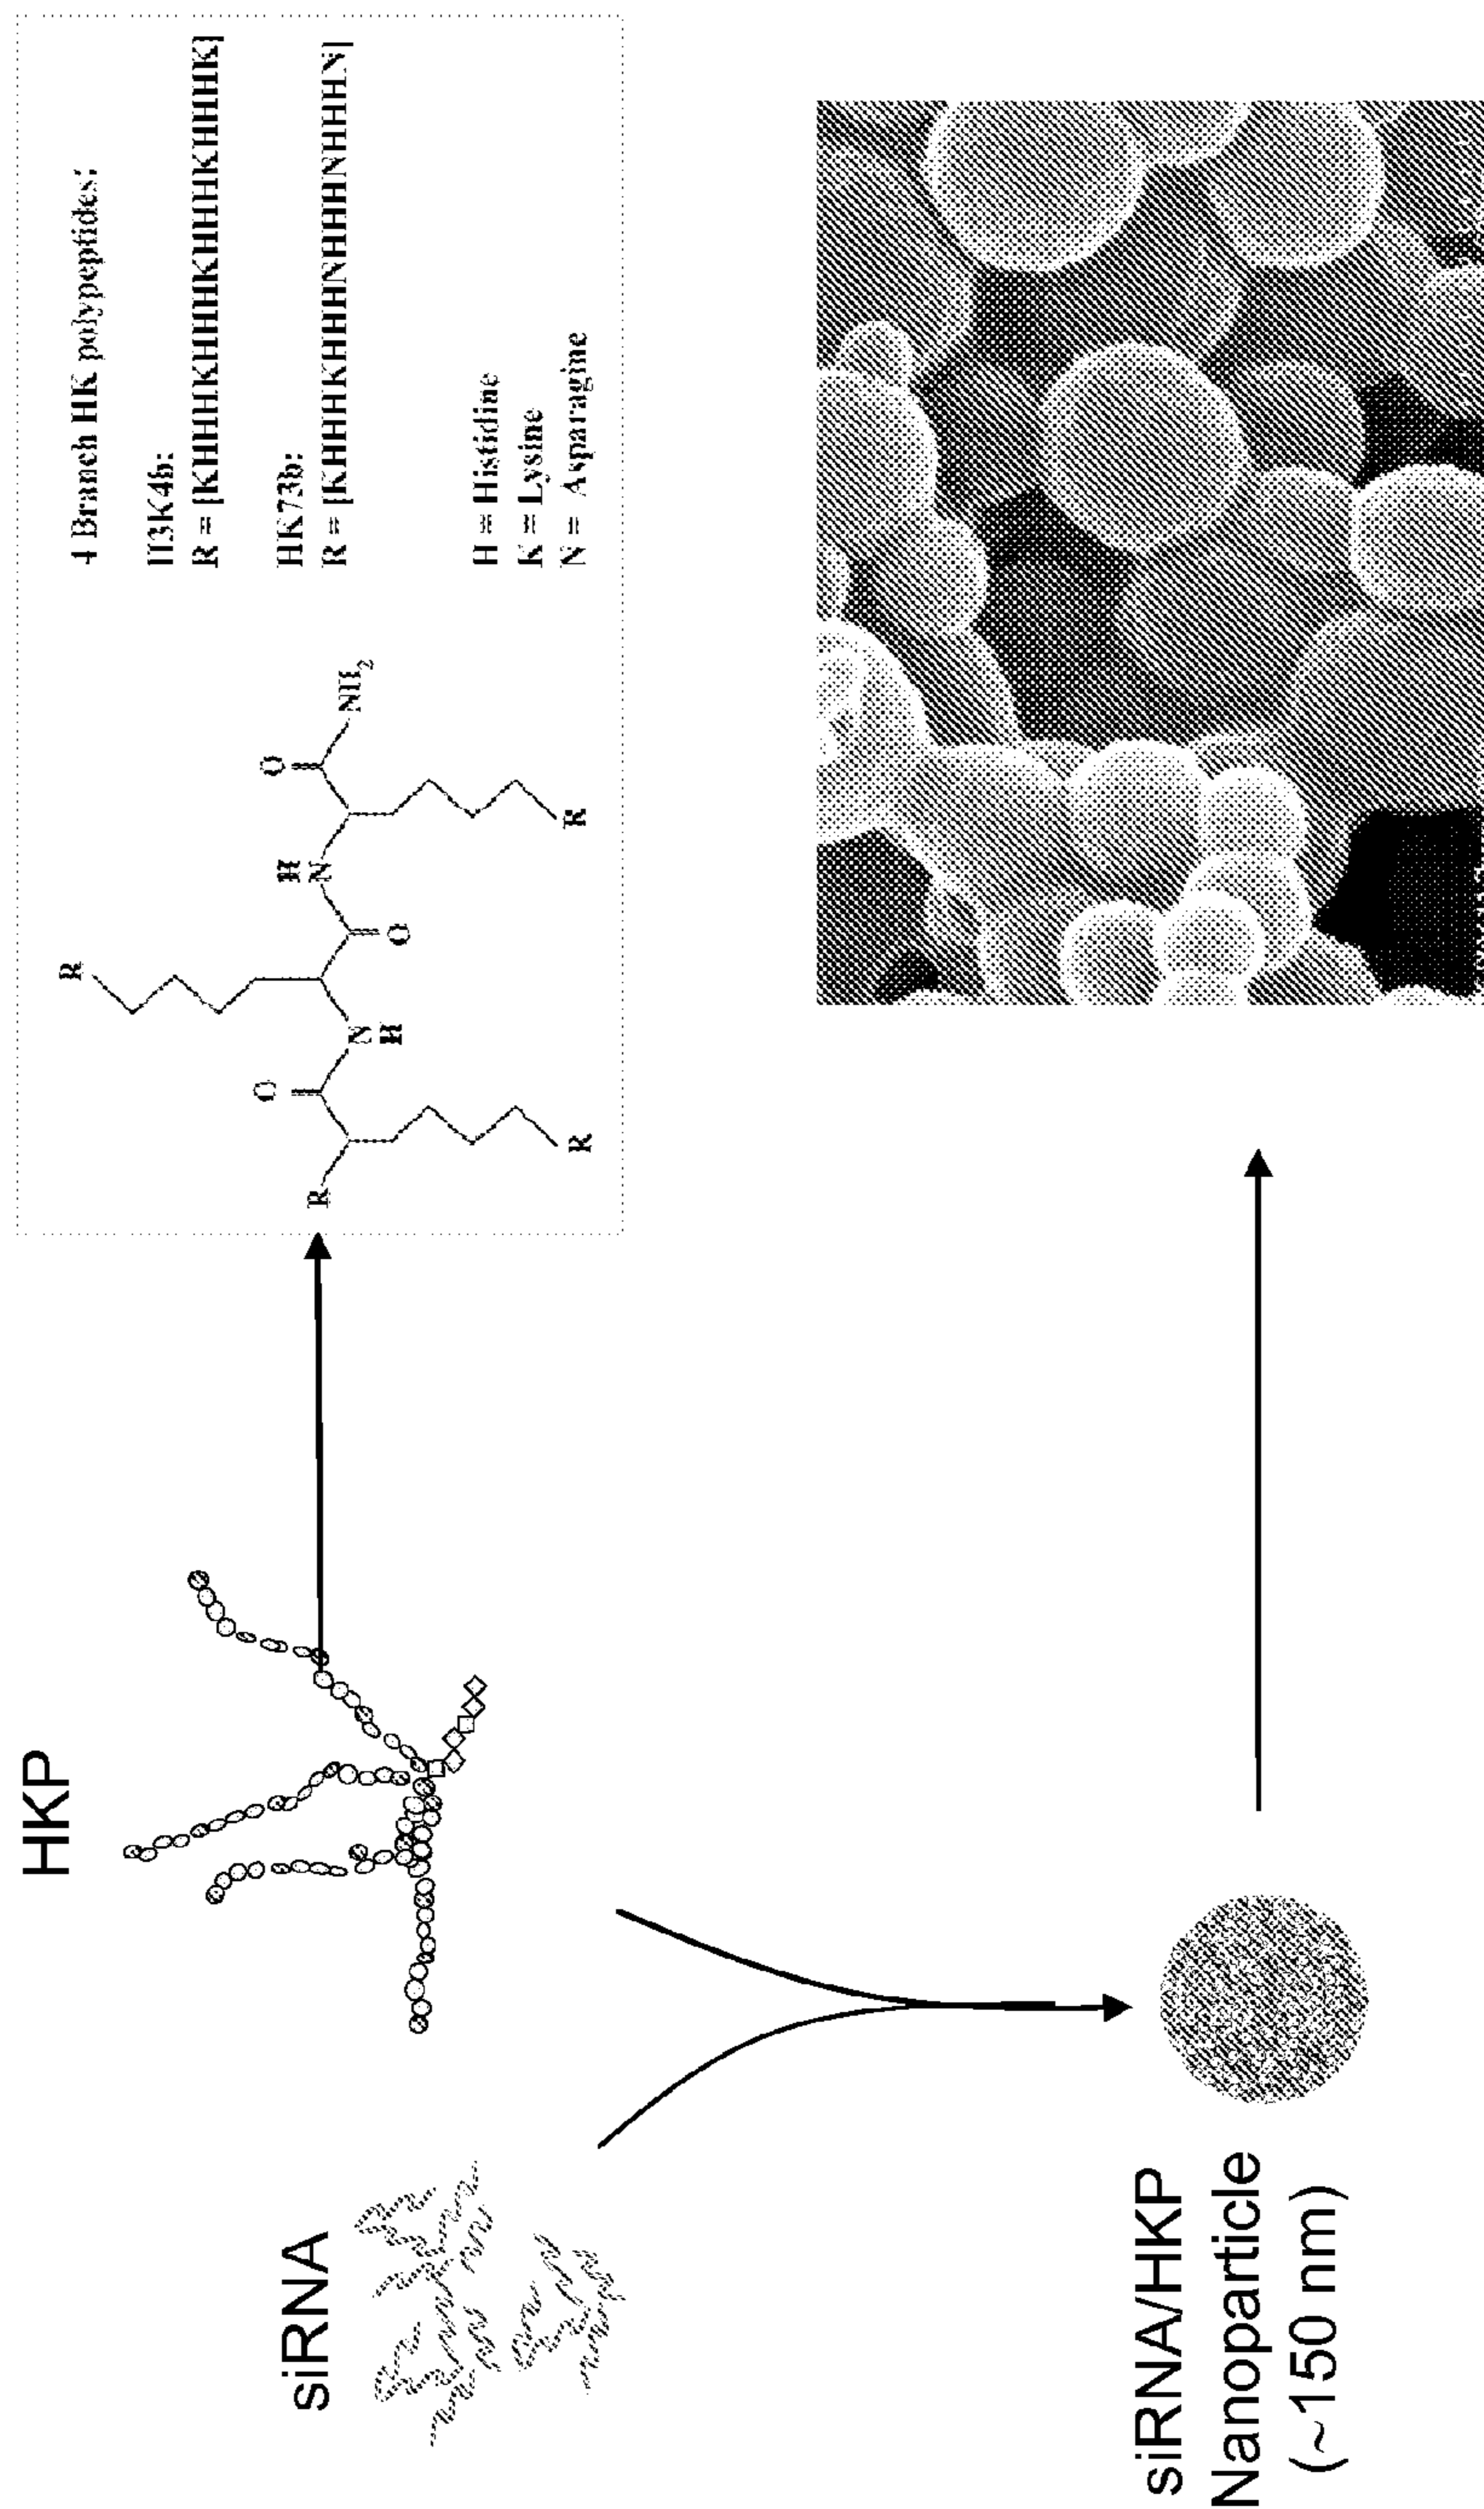 siRNA
HKP
R
O
N
H
R
R
O
H
N
O
NH2
R
4 Branch HK polypeptides:
H3K4b:
R = [KHHHKHHHKHHHKHHHK]
HK73b:
R = [KHHHKHHHNHHHNHHHN]
H = Histidine
K = Lysine
N = Asparagine
siRNA/HKP
Nanoparticle
(~150 nm)